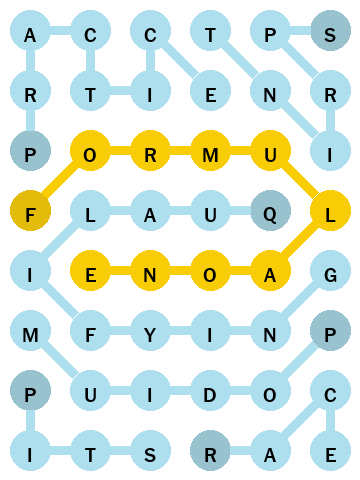 A C C T P S
R T I E N R
P O R M U I
F L A U Q L
I E N O A G
M F Y I N P
P U I D O C
I T S R A E